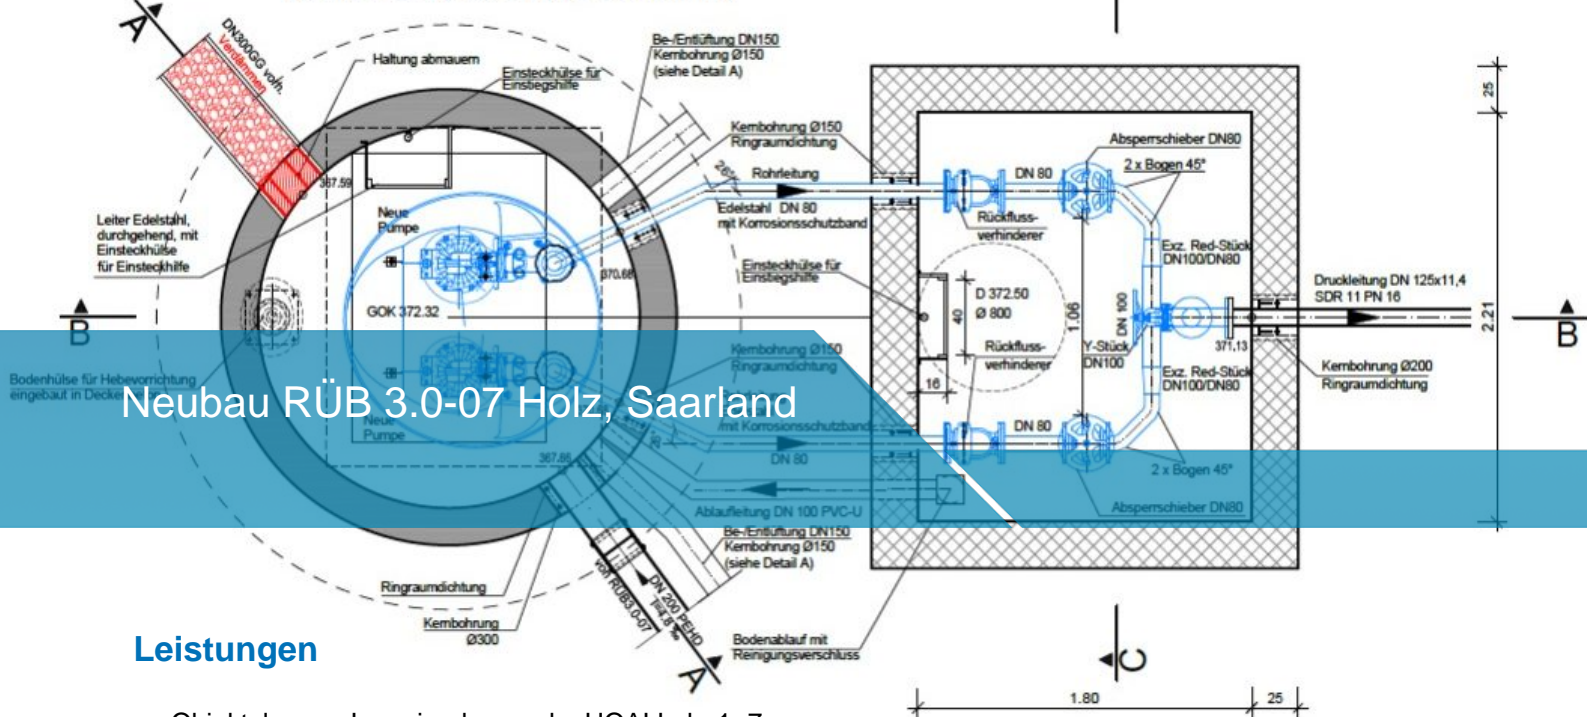 A
DN300GG vorh.
Verdämmen
Haltung abmauern
Einsteckhülse für
Einstiegshilfe
Be-/Entlüftung DN150
Kernbohrung Ø150
(siehe Detail A)
Kernbohrung Ø150
Ringraumdichtung
26°
Rohrleitung
Edelstahl DN 80
mit Korrosionsschutzband
367.59
Leiter Edelstahl,
durchgehend, mit
Einsteckhülse
für Einsteckhilfe
Neue
Pumpe
370.68
GOK 372.32
B
Einsteckhülse für
Einstiegshilfe
Absperrschieber DN80
2 x Bogen 45°
DN 80
Rückfluss-
verhinderer
Exz. Red-Stück
DN100/DN80
D 372.50
Ø 800
40
1.06
DN 100
Druckleitung DN 125x11,4
SDR 11 PN 16
25
2.21
B
Rückfluss-
verhinderer
Y-Stück
DN100
371,13
16
Exz. Red-Stück
DN100/DN80
Kernbohrung Ø200
Ringraumdichtung
Kernbohrung Ø150
Ringraumdichtung
Bodenhülse für Hebevorrichtung
eingebaut in
Neubau RÜB 3.0-07 Holz, Saarland
Neue
Pumpe
mit Korrosionsschutzband
26°
DN 80
367.86
DN 80
2 x Bogen 45°
Absperrschieber DN80
Ablaufleitung DN 100 PVC-U
Be-/Entlüftung DN150
Kernbohrung Ø150
(siehe Detail A)
Ringraumdichtung
Kernbohrung
Ø300
von RÜB3.0-07
DN 200 PEHD
I=4,8 ‰
A
Bodenablauf mit
Reinigungsverschluss
C
Leistungen
1.80
25